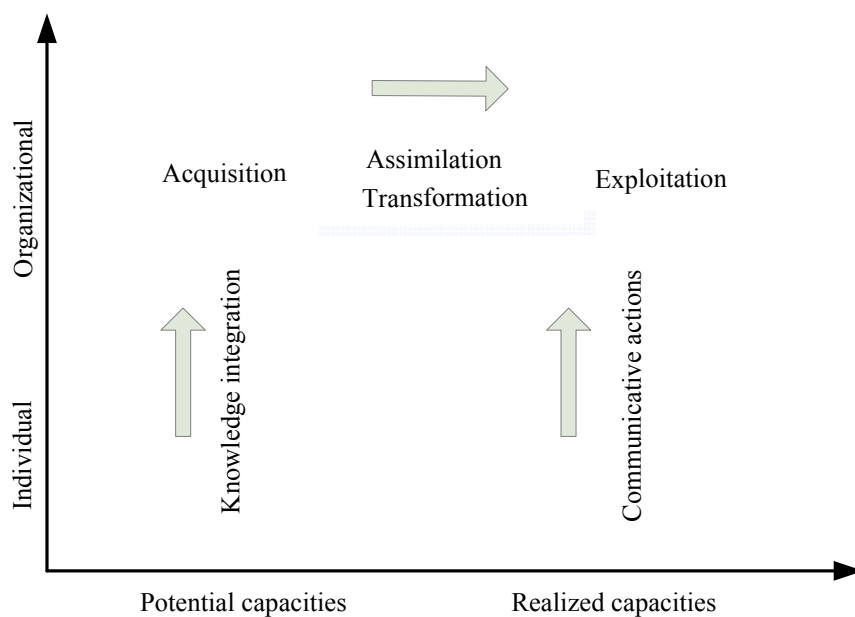 Organizational
Individual
Acquisition
Assimilation
Transformation
Exploitation
Knowledge integration
Communicative actions
Potential capacities
Realized capacities